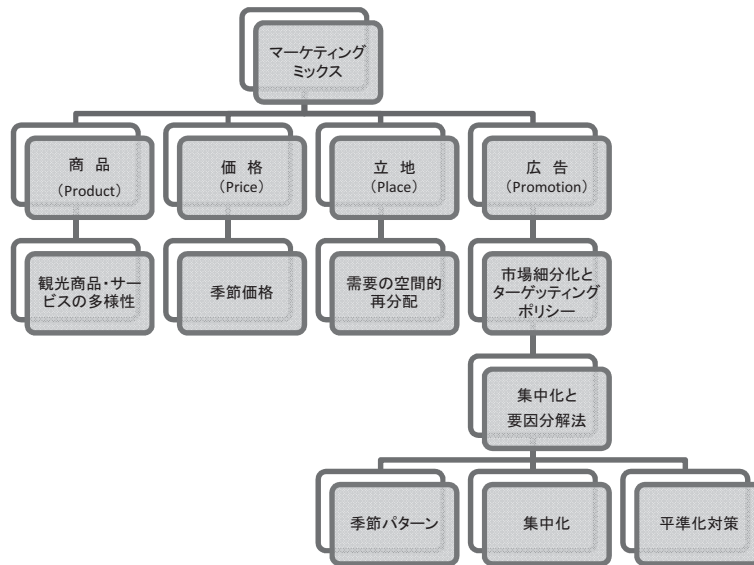 マーケティング
ミックス
商 品
(Product)
価 格
(Price)
立 地
(Place)
広 告
(Promotion)
観光商品・サー
ビスの多様性
季節価格
需要の空間的
再分配
市場細分化と
ターゲッティング
ポリシー
集中化と
要因分解法
季節パターン
集中化
平準化対策